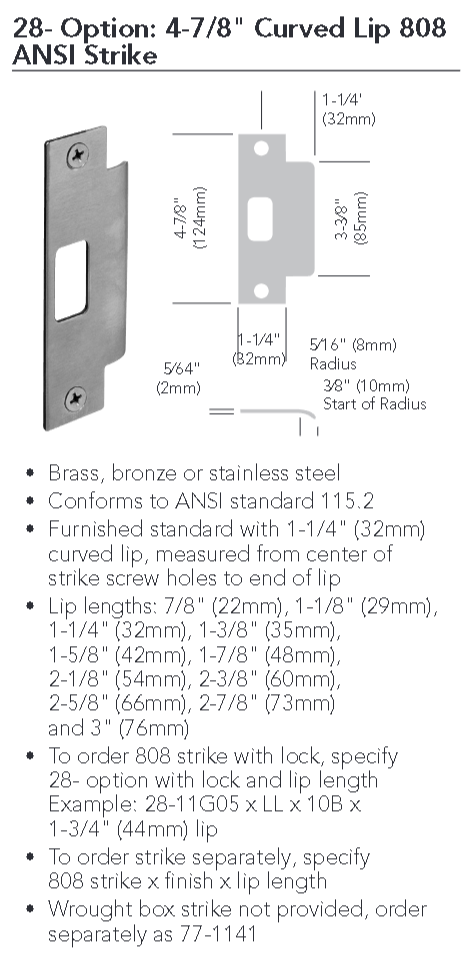 28- Option: 4-7/8" Curved Lip 808
ANSI Strike
1-1/4'
(32mm)
4-7/8"
(124mm)
3-3/8"
(85mm)
1-1/4"
(32mm)
5/16" (8mm)
Radius
5/64"
(2mm)
3/8" (10mm)
Start of Radius
• Brass, bronze or stainless steel
• Conforms to ANSI standard 115.2
• Furnished standard with 1-1/4" (32mm)
curved lip, measured from center of
strike screw holes to end of lip
• Lip lengths: 7/8" (22mm), 1-1/8" (29mm),
1-1/4" (32mm), 1-3/8" (35mm),
1-5/8" (42mm), 1-7/8" (48mm),
2-1/8" (54mm), 2-3/8" (60mm),
2-5/8" (66mm), 2-7/8" (73mm)
and 3" (76mm)
• To order 808 strike with lock, specify
28- option with lock and lip length
Example: 28-11G05 x LL x 10B x
1-3/4" (44mm) lip
• To order strike separately, specify
808 strike x finish x lip length
• Wrought box strike not provided, order
separately as 77-1141